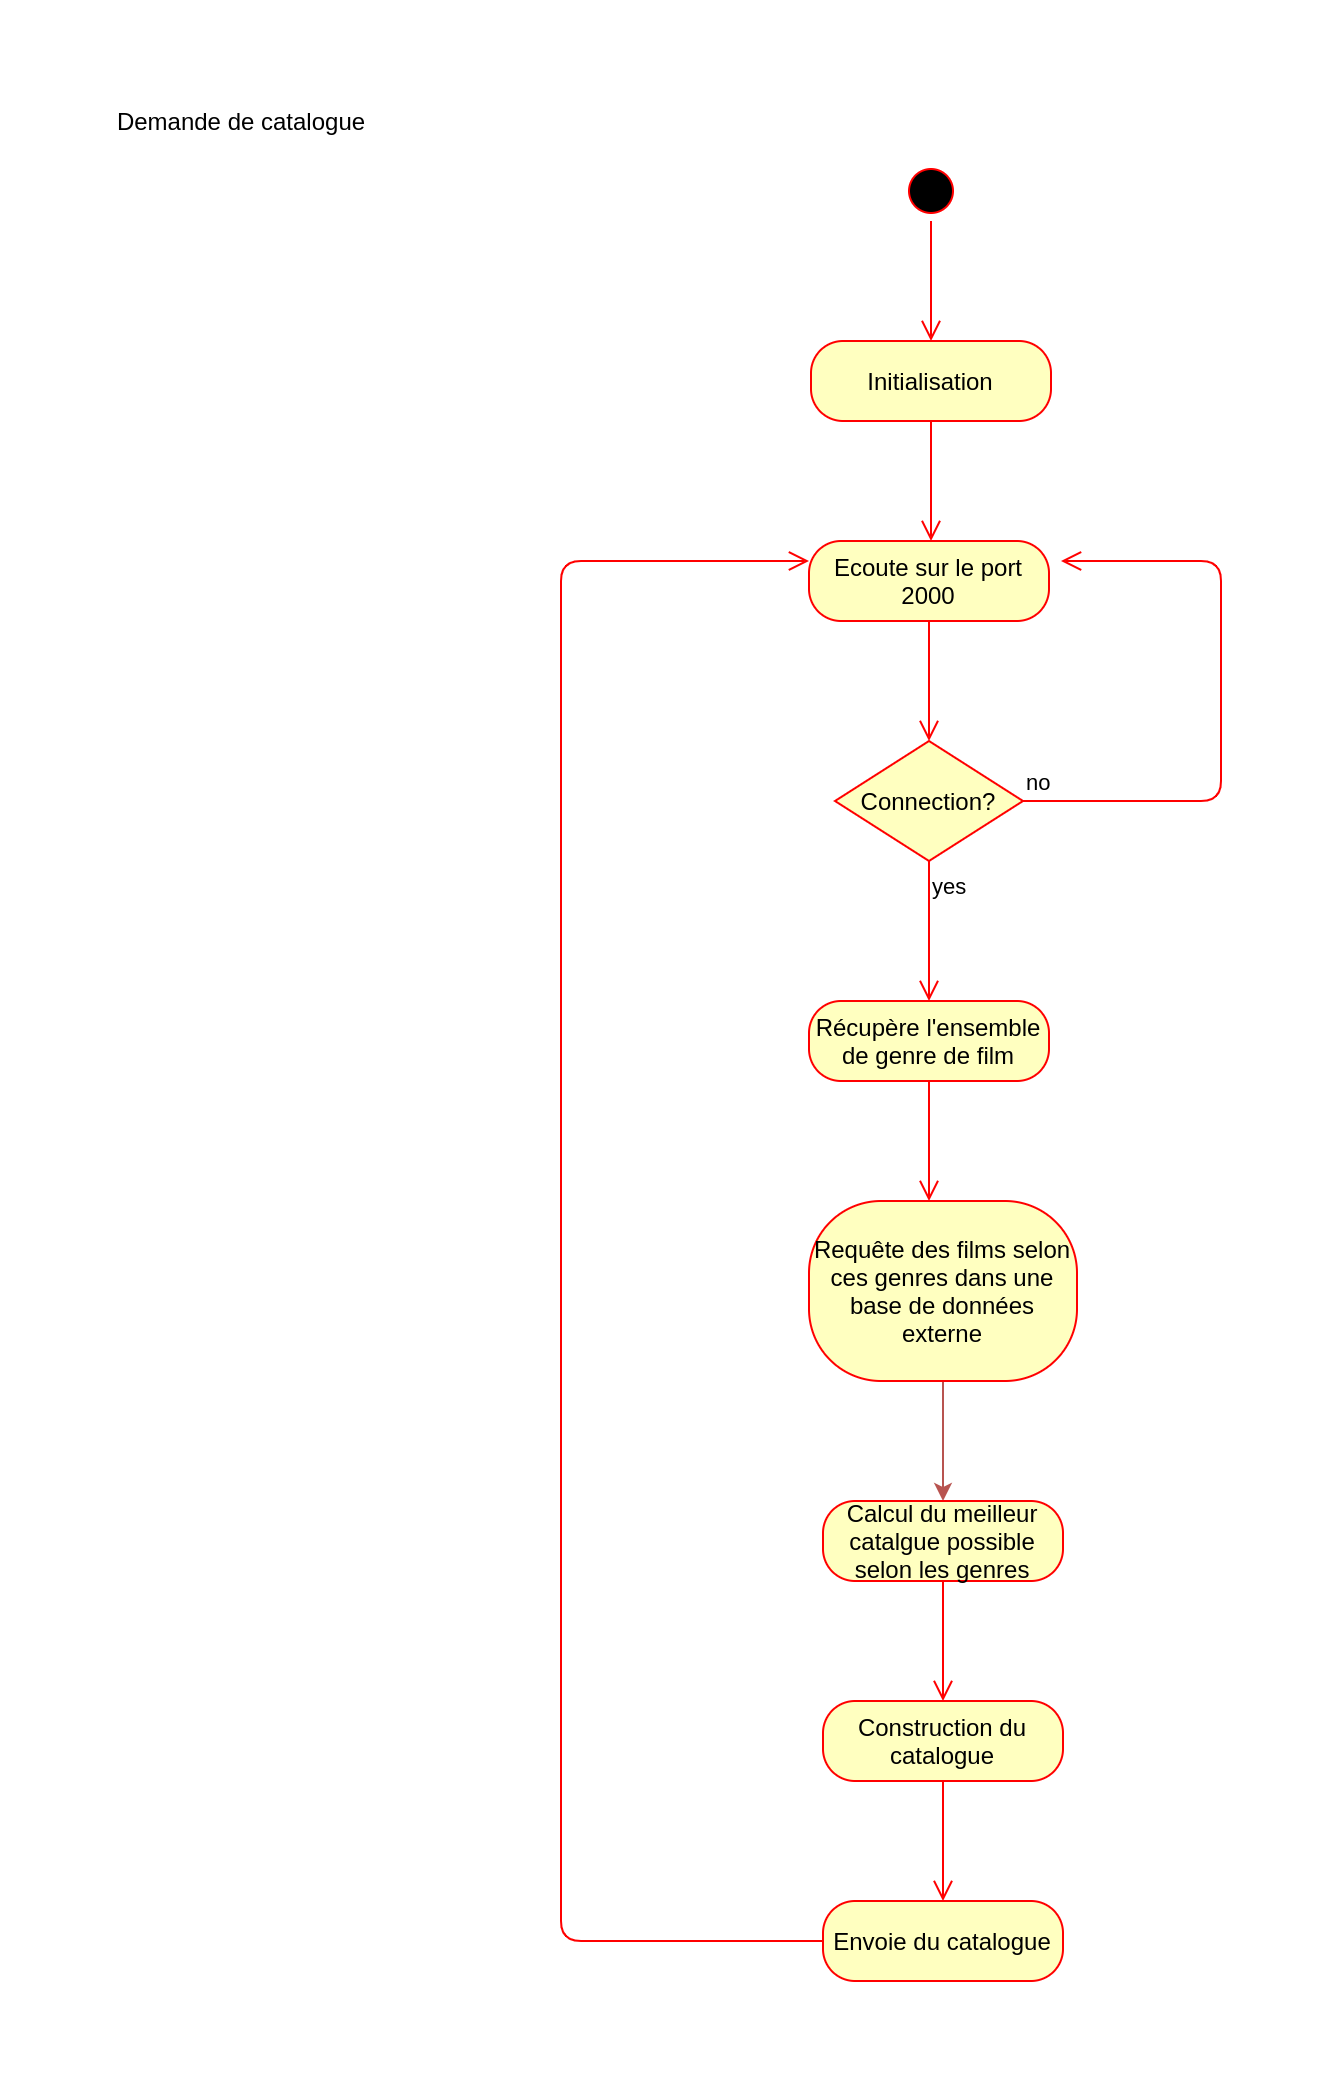 Demande de catalogue
Initialisation
Ecoute sur le port
2000
Connection?
no
yes
Récupère l'ensemble
de genre de film
Requête des films selon
ces genres dans une
base de données
externe
Calcul du meilleur
catalgue possible
selon les genres
Construction du
catalogue
Envoie du catalogue